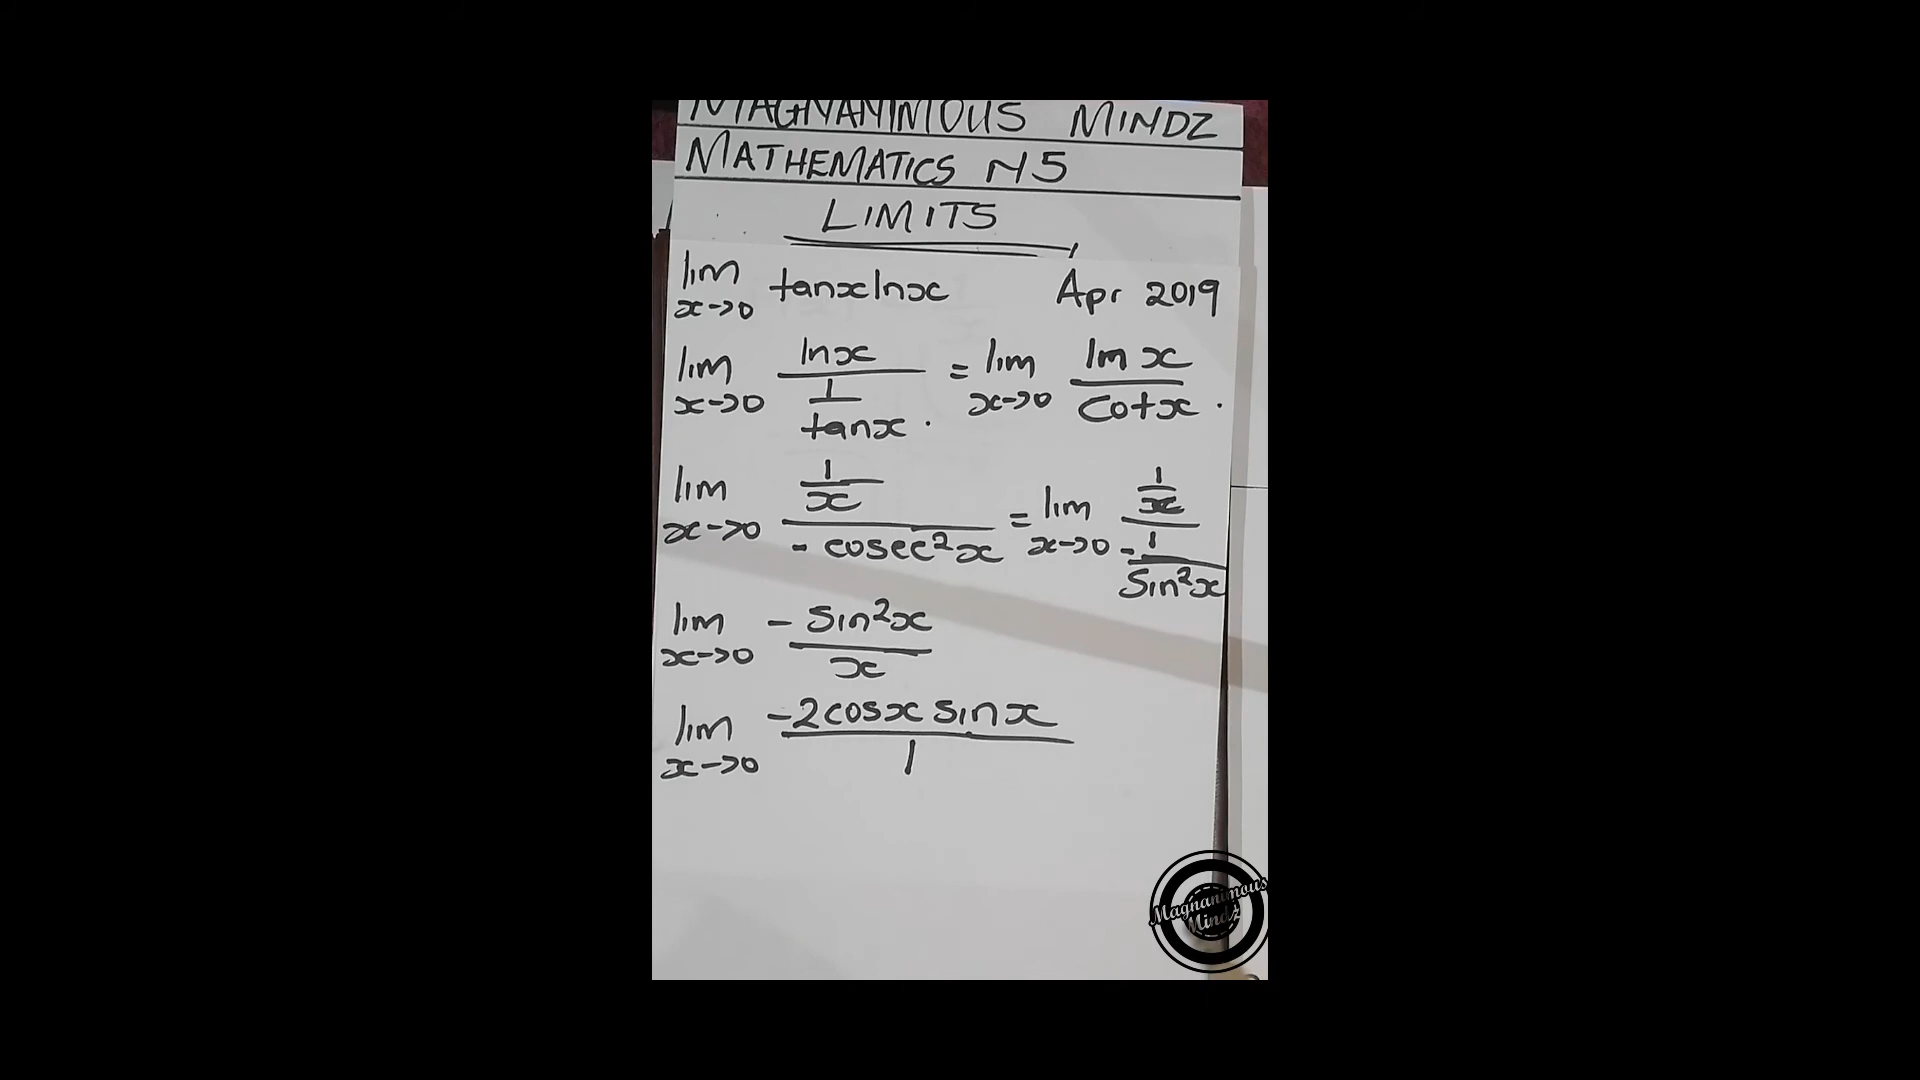 MAGNANIMOUS MINDZ
MATHEMATICS N5
LIMITS
lim x→0 tanxlnx Apr 2019
lim x→0 lnx / (1 / tanx) . = lim x→0 lm x / cotx .
lim x→0 (1/x) / -cosec²x = lim x→0 (1/x) / -(1 / Sin²x)
lim x→0 -Sin²x / x
lim x→0 -2cosx sinx / 1
Magnanimous
Mindz